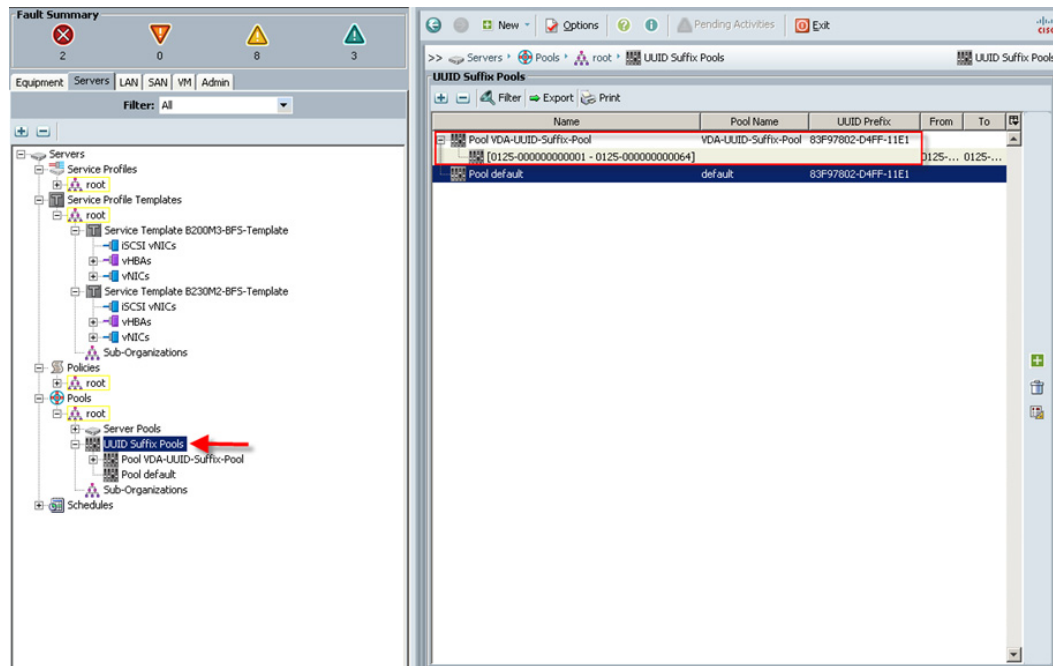 Fault Summary
2 0 8 3
Equipment Servers LAN SAN VM Admin
Filter: All
Servers
Service Profiles
root
Service Profile Templates
root
Service Template B200M3-BFS-Template
iSCSI vNICs
vHBAs
vNICs
Service Template B230M2-BFS-Template
iSCSI vNICs
vHBAs
vNICs
Sub-Organizations
Policies
root
Pools
root
Server Pools
UUID Suffix Pools
Pool VDA-UUID-Suffix-Pool
Pool default
Sub-Organizations
Schedules
New Options Pending Activities Exit
CISC
>> Servers Pools root UUID Suffix Pools UUID Suffix Pools
UUID Suffix Pools
Filter Export Print
Name Pool Name UUID Prefix From To
Pool VDA-UUID-Suffix-Pool VDA-UUID-Suffix-Pool 83F97802-D4FF-11E1
[0125-000000000001 - 0125-000000000064] 0125-... 0125-...
Pool default default 83F97802-D4FF-11E1